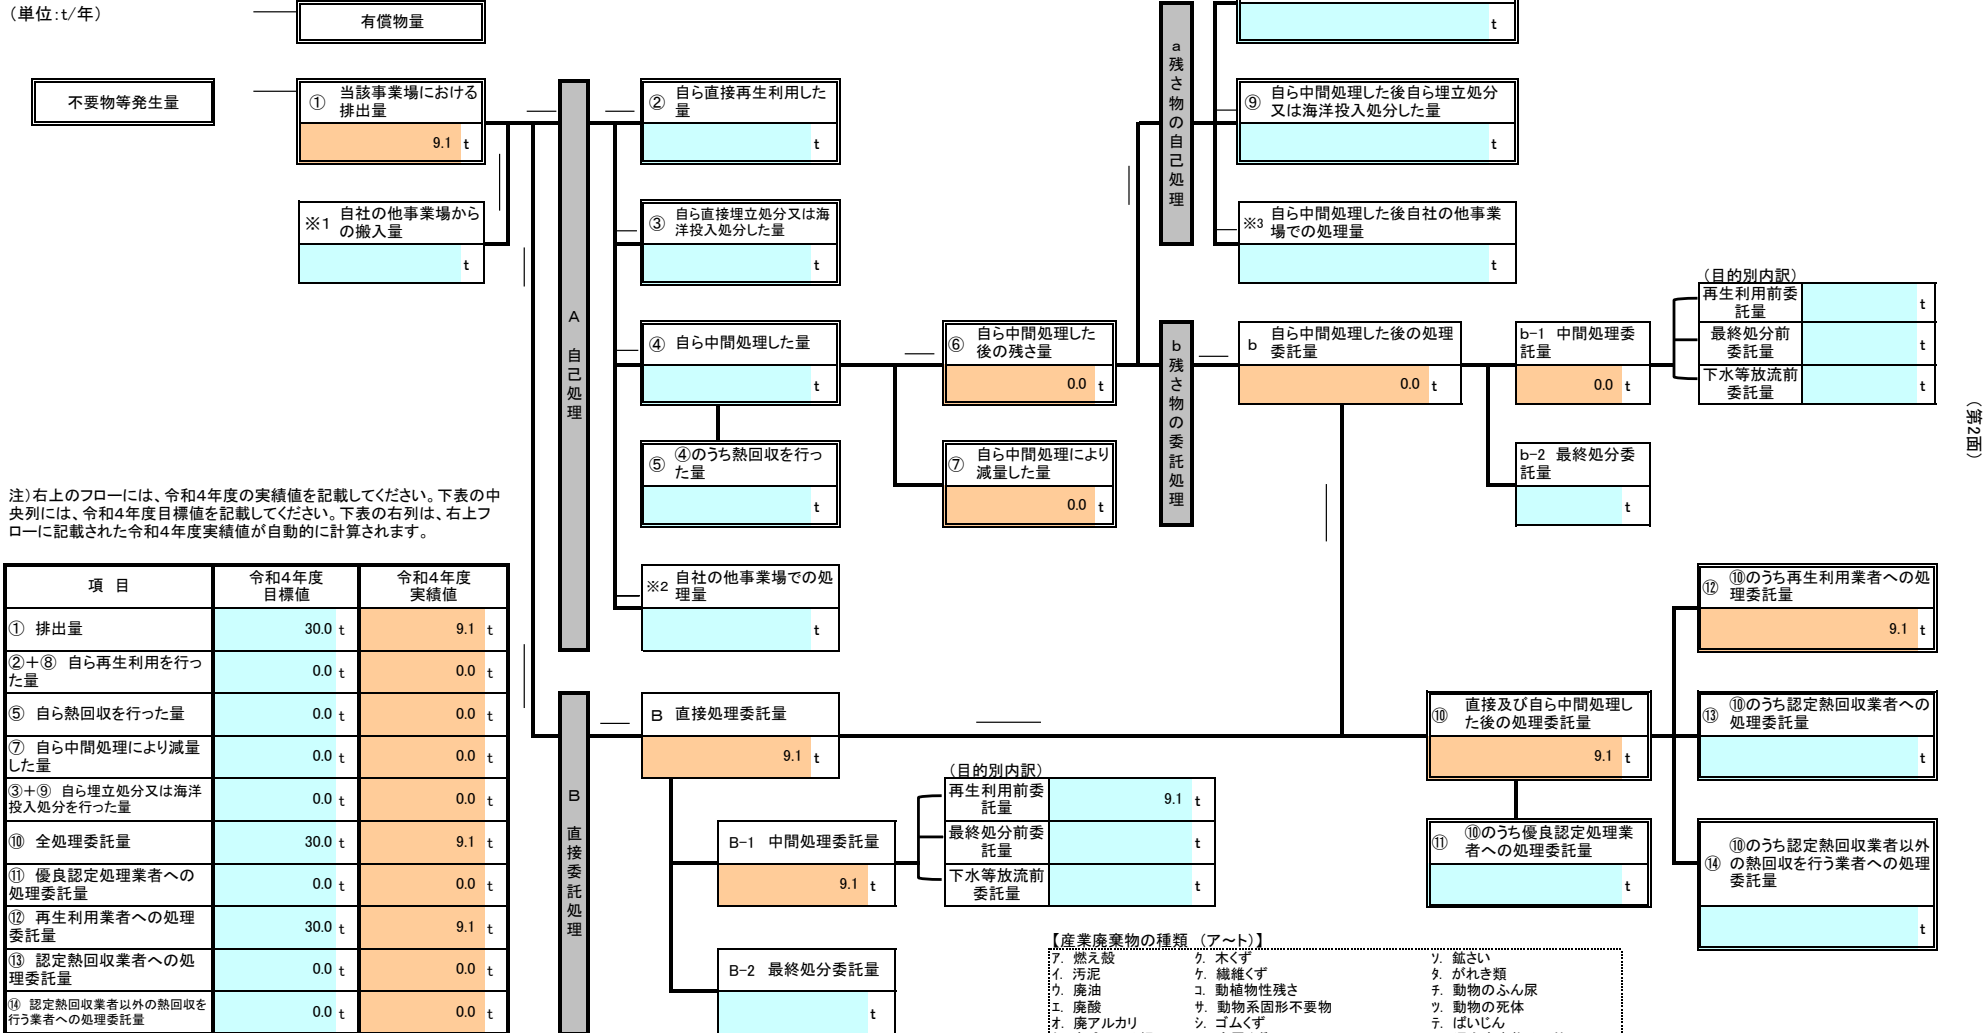 （単位：t/年）
有償物量
不要物等発生量
① 当該事業場における
排出量
9.1 t
※1 自社の他事業場から
の搬入量
t
A 自己処理
② 自ら直接再生利用した
量
t
③ 自ら直接埋立処分又は海
洋投入処分した量
t
④ 自ら中間処理した量
t
⑤ ④のうち熱回収を行っ
た量
t
※2 自社の他事業場での処
理量
t
⑥ 自ら中間処理した
後の残さ量
0.0 t
⑦ 自ら中間処理により
減量した量
0.0 t
a 残さ物の自己処理
t
⑨ 自ら中間処理した後自ら埋立処分
又は海洋投入処分した量
t
※3 自ら中間処理した後自社の他事業
場での処理量
t
b 残さ物の委託処理
b 自ら中間処理した後の処理
委託量
0.0 t
b-1 中間処理委
託量
0.0 t
b-2 最終処分委
託量
t
（目的別内訳）
再生利用前委
託量
t
最終処分前
委託量
t
下水等放流前
委託量
t
（第2面）
注）右上のフローには、令和４年度の実績値を記載してください。下表の中
央列には、令和４年度目標値を記載してください。下表の右列は、右上フ
ローに記載された令和４年度実績値が自動的に計算されます。
項 目 令和４年度
目標値 令和４年度
実績値
① 排出量 30.0 t 9.1 t
②＋⑧ 自ら再生利用を行っ
た量 0.0 t 0.0 t
⑤ 自ら熱回収を行った量 0.0 t 0.0 t
⑦ 自ら中間処理により減量
した量 0.0 t 0.0 t
③＋⑨ 自ら埋立処分又は海洋
投入処分を行った量 0.0 t 0.0 t
⑩ 全処理委託量 30.0 t 9.1 t
⑪ 優良認定処理業者への
処理委託量 0.0 t 0.0 t
⑫ 再生利用業者への処理
委託量 30.0 t 9.1 t
⑬ 認定熱回収業者への処
理委託量 0.0 t 0.0 t
⑭ 認定熱回収業者以外の熱回収を
行う業者への処理委託量 0.0 t 0.0 t
B 直接委託処理
B 直接処理委託量
9.1 t
B-1 中間処理委託量
9.1 t
B-2 最終処分委託量
t
（目的別内訳）
再生利用前委
託量
9.1 t
最終処分前委
託量
t
下水等放流前
委託量
t
⑩ 直接及び自ら中間処理し
た後の処理委託量
9.1 t
⑪ ⑩のうち優良認定処理業
者への処理委託量
t
⑫ ⑩のうち再生利用業者への処
理委託量
9.1 t
⑬ ⑩のうち認定熱回収業者への
処理委託量
t
⑭ ⑩のうち認定熱回収業者以外
の熱回収を行う業者への処理
委託量
t
【産業廃棄物の種類 （ア～ト）】
ア. 燃え殻 ク. 木くず ソ. 鉱さい
イ. 汚泥 ケ. 繊維くず タ. がれき類
ウ. 廃油 コ. 動植物性残さ チ. 動物のふん尿
エ. 廃酸 サ. 動物系固形不要物 ツ. 動物の死体
オ. 廃アルカリ シ. ゴムくず テ. ばいじん